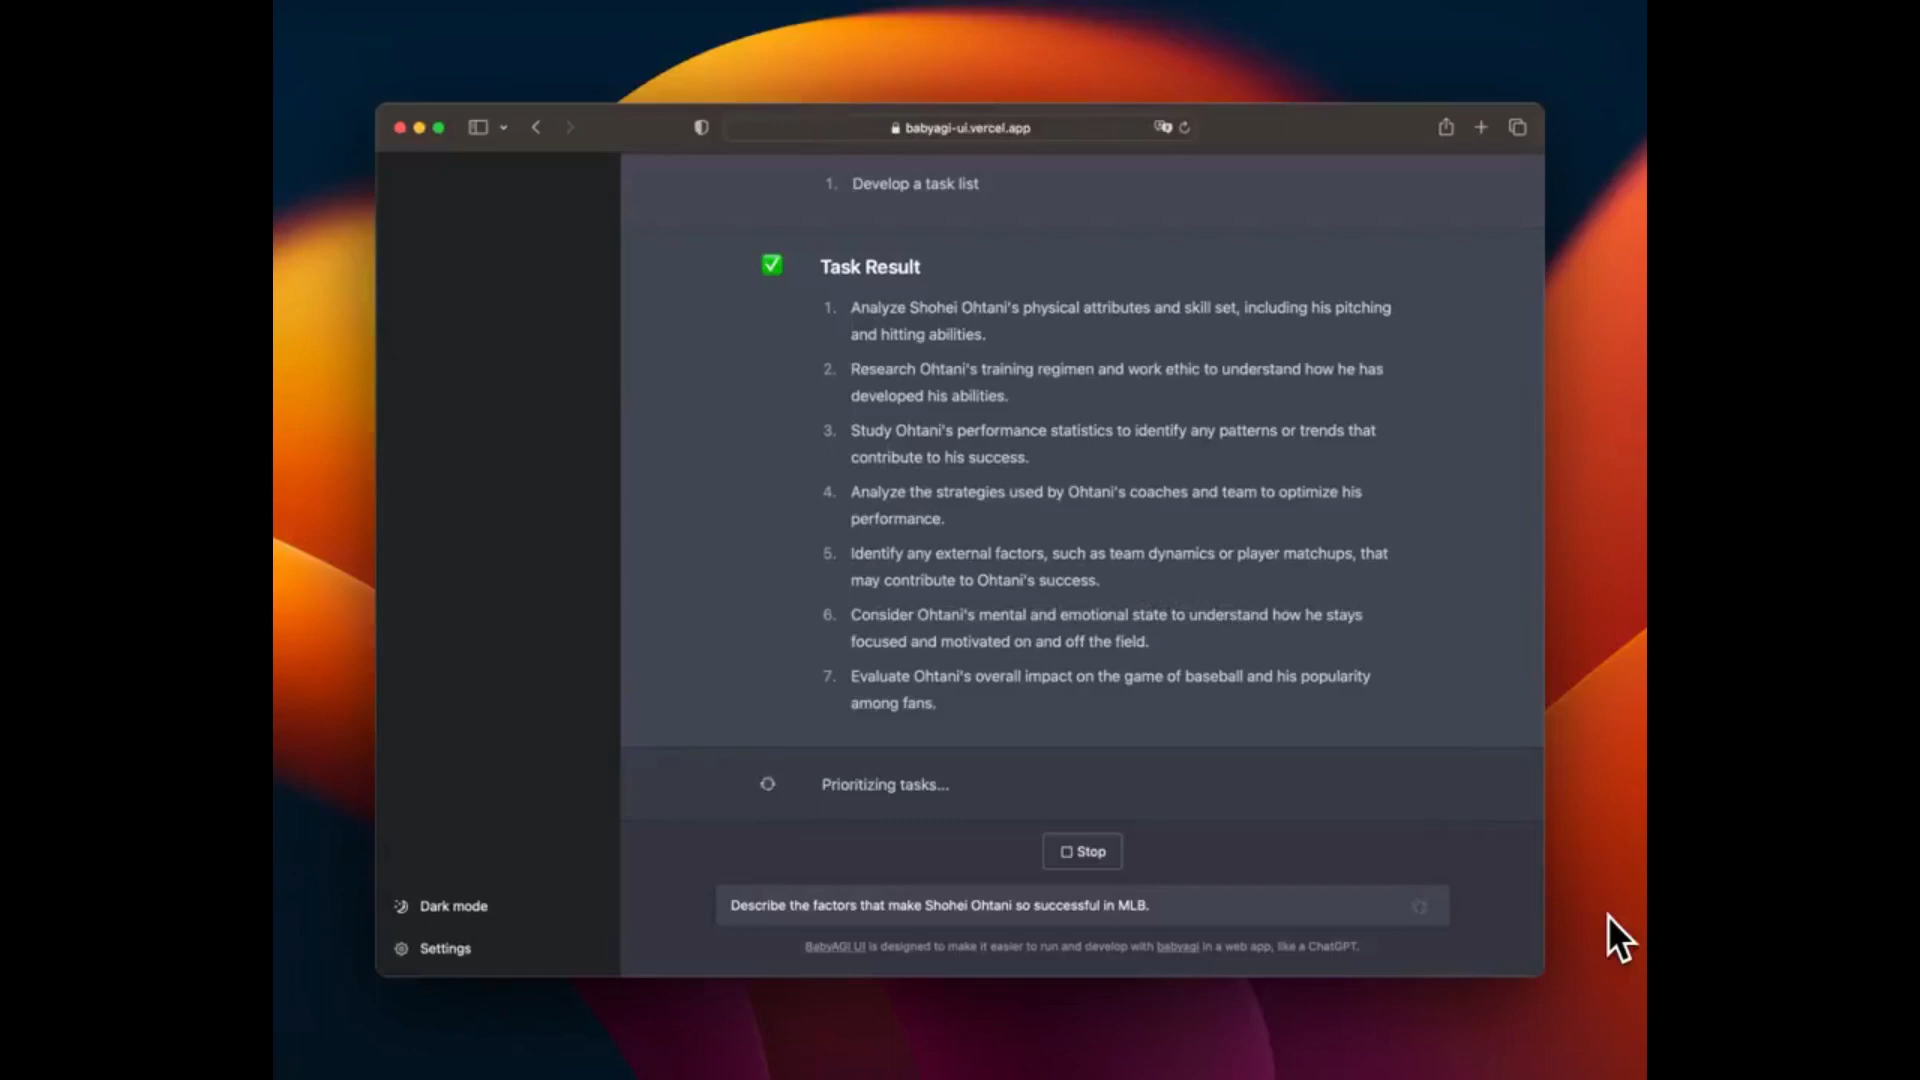 babyagi-ui.vercel.app
1. Develop a task list
Task Result
1. Analyze Shohei Ohtani's physical attributes and skill set, including his pitching
and hitting abilities.
2. Research Ohtani's training regimen and work ethic to understand how he has
developed his abilities.
3. Study Ohtani's performance statistics to identify any patterns or trends that
contribute to his success.
4. Analyze the strategies used by Ohtani's coaches and team to optimize his
performance.
5. Identify any external factors, such as team dynamics or player matchups, that
may contribute to Ohtani's success.
6. Consider Ohtani's mental and emotional state to understand how he stays
focused and motivated on and off the field.
7. Evaluate Ohtani's overall impact on the game of baseball and his popularity
among fans.
Prioritizing tasks...
Stop
Describe the factors that make Shohei Ohtani so successful in MLB.
BabyAGI UI is designed to make it easier to run and develop with babyagi in a web app, like a ChatGPT.
Dark mode
Settings